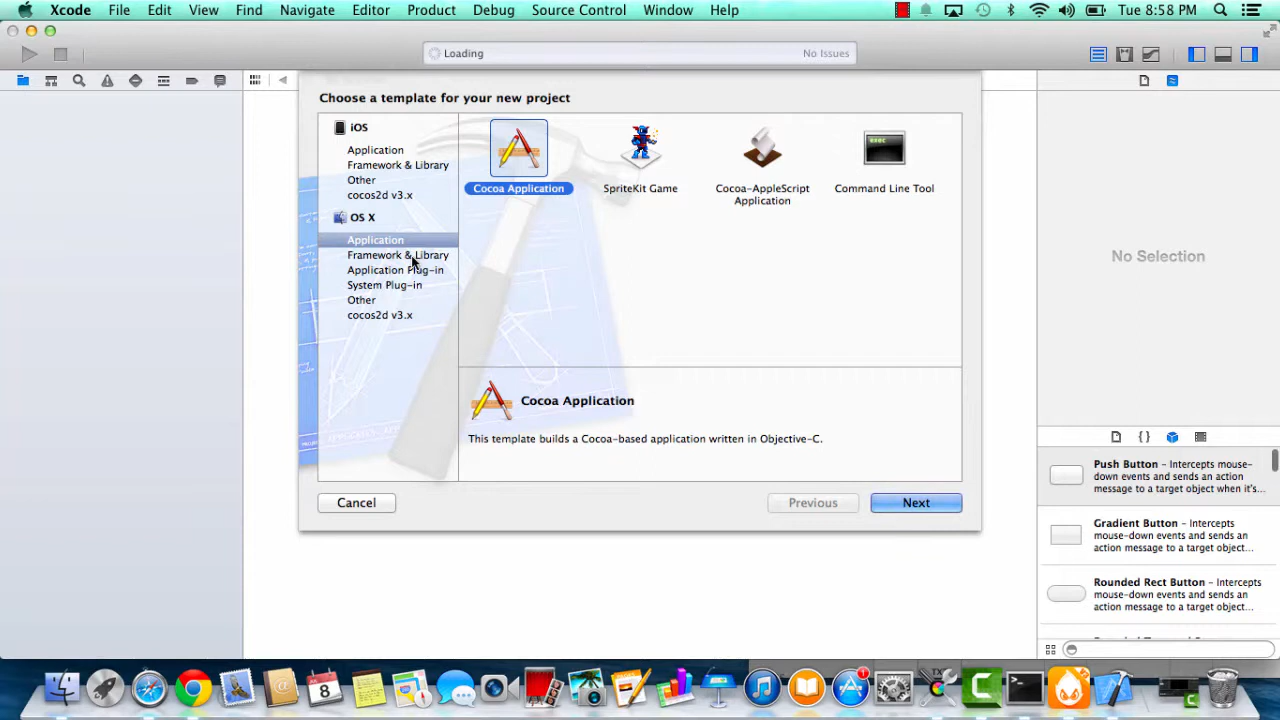 Xcode File Edit View Find Navigate Editor Product Debug Source Control Window Help Tue 8:58 PM
Loading No Issues
Choose a template for your new project
iOS
Application
Framework & Library
Other
cocos2d v3.x
OS X
Application
Framework & Library
Application Plug-in
System Plug-in
Other
cocos2d v3.x
Cocoa Application
SpriteKit Game
Cocoa-AppleScript
Application
exec
Command Line Tool
Cocoa Application
This template builds a Cocoa-based application written in Objective-C.
Cancel
Previous
Next
No Selection
Push Button - Intercepts mouse-
down events and sends an action
message to a target object when it's...
Gradient Button - Intercepts
mouse-down events and sends an
action message to a target object...
Rounded Rect Button - Intercepts
mouse-down events and sends an
action message to a target object...
8
1